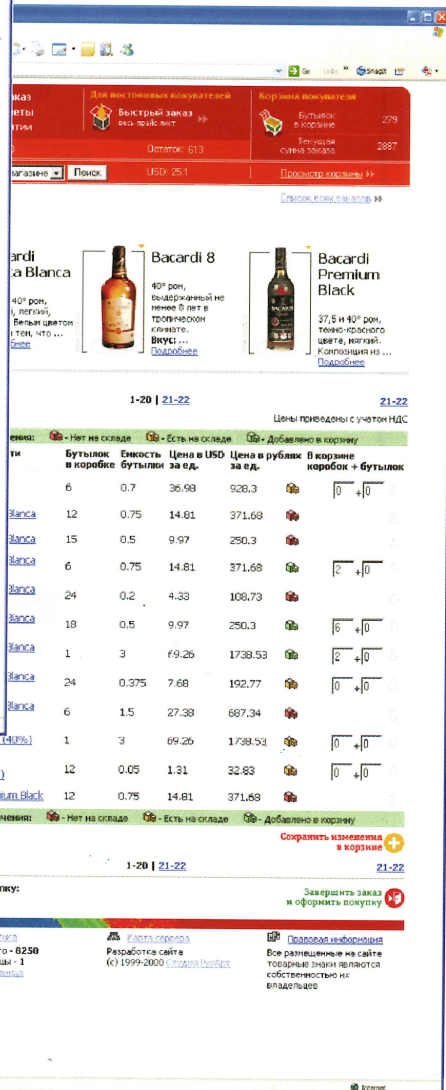 Go Links » SnagIt
аказ
Для постоянных покупателей
Корзина покупателя
еты
нтии
Быстрый заказ
весь прайс-лист
Бутылок
в корзине 279
Остаток: 613
Текущая
сумма заказа 2887
магазине Поиск USD: 25.1 Просмотр корзины
Список всех заказов
ardi
ta Blanca
40° ром,
, легкий,
Белым цветом
тем, что ...
Bacardi 8
40° ром,
выдержанный не
менее 8 лет в
тропическом
климате.
Вкус: ...
Подробнее
Bacardi
Premium
Black
37,5 и 40° ром,
темно-красного
цвета, мягкий.
Композиция из ...
Подробнее
1-20 | 21-22 21-22
Цены приведены с учетом НДС
чения: - Нет на складе - Есть на складе - Добавлено в корзину
ти Бутылок в коробке Емкость бутылки Цена в USD за ед. Цена в рублях за ед. В корзине коробок + бутылок
6 0.7 36.98 928.3 0 + 0
Blanca 12 0.75 14.81 371.68
Blanca 15 0.5 9.97 250.3
Blanca 6 0.75 14.81 371.68 2 + 0
Blanca 24 0.2 4.33 108.73
Blanca 18 0.5 9.97 250.3 6 + 0
Blanca 1 3 69.26 1738.53 2 + 0
Blanca 24 0.375 7.68 192.77 0 + 0
Blanca 6 1.5 27.38 687.34
(40%) 1 3 69.26 1738.53 0 + 0
) 12 0.05 1.31 32.83 0 + 0
ium Black 12 0.75 14.81 371.68
чения: - Нет на складе - Есть на складе - Добавлено в корзину
Сохранить изменения
в корзине
1-20 | 21-22 21-22
пку:
Завершить заказ
и оформить покупку
Карта сервера
Правовая информация
го - 8250
цы - 1
Разработка сайта
(c) 1999-2000 Студия РусАрт
Все размещенные на сайте
товарные знаки являются
собственностью их
владельцев
Internet